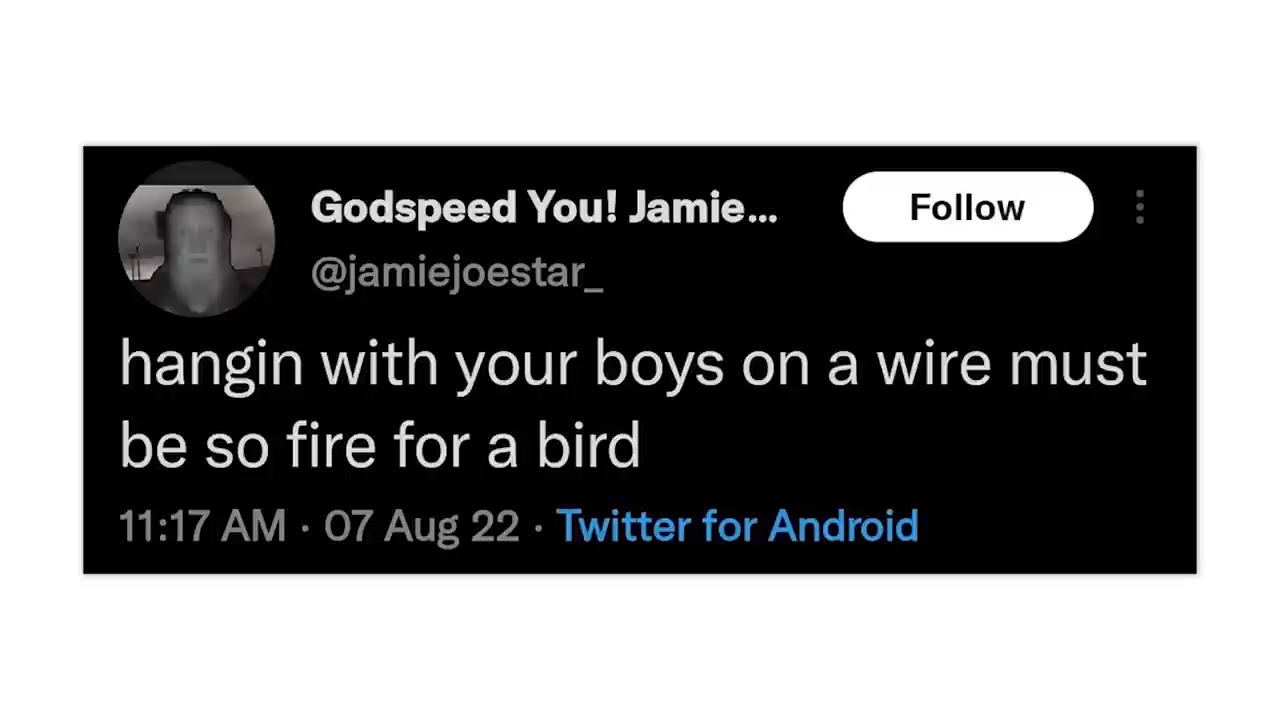 Godspeed You! Jamie...
Follow
@jamiejoestar_
hangin with your boys on a wire must
be so fire for a bird
11:17 AM · 07 Aug 22 · Twitter for Android